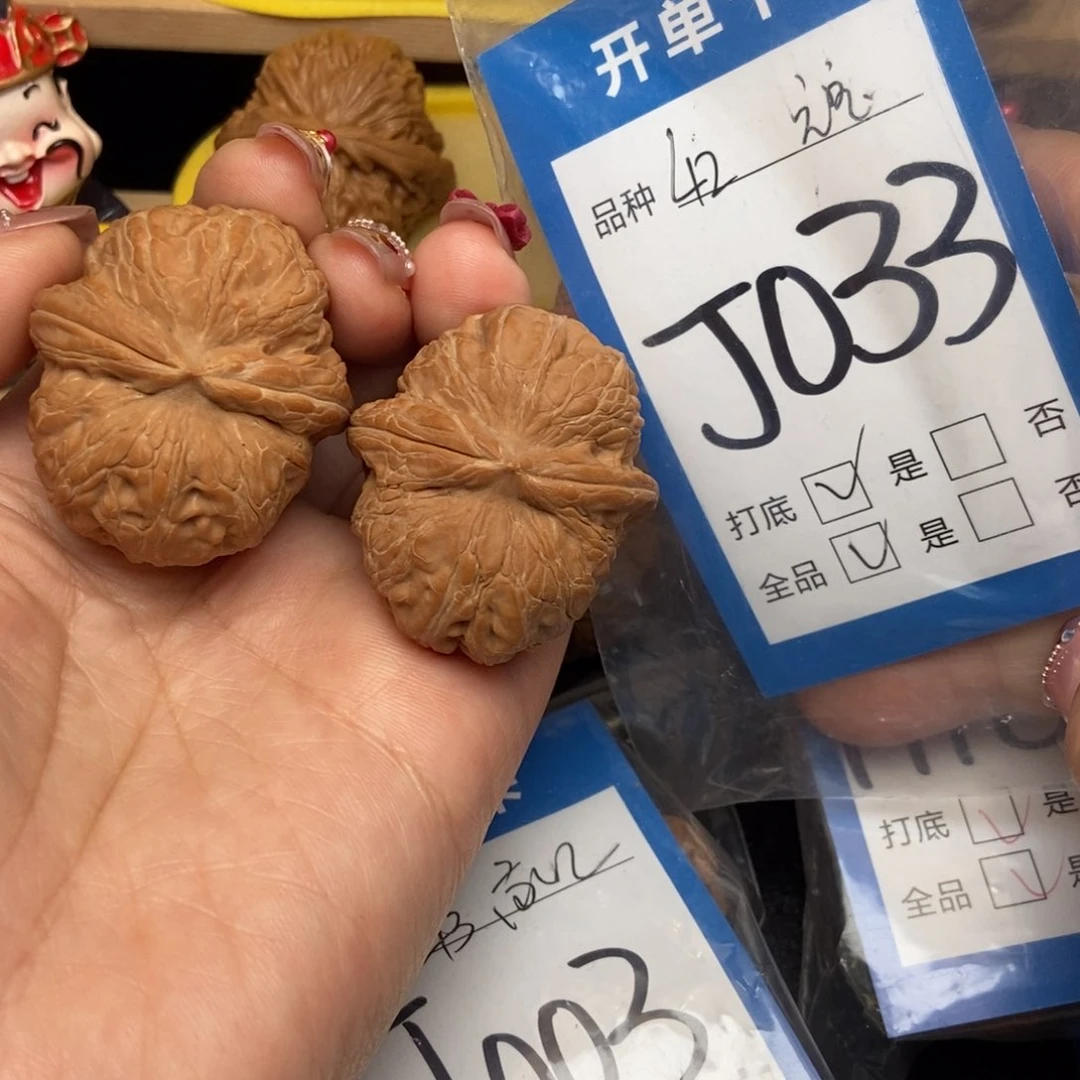 开单
品种
J033
打底 ☑ 是 ☐ 否
全品 ☑ 是 ☐ 否
打底 ☑ 是
全品 ☑ 是
J003